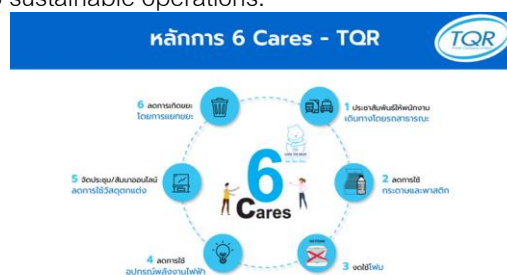 o sustainable operations.
หลักการ 6 Cares - TQR
TQR
6 ลดการเกิดขยะ
โดยการแยกขยะ
1 ประชาสัมพันธ์ให้พนักงาน
เดินทางโดยรถสาธารณะ
5 จัดประชุม/สัมมนาออนไลน์
ลดการใช้วัสดุตกแต่ง
6
Cares
2 ลดการใช้
กระดาษและพาสติก
4 ลดการใช้
อุปกรณ์พลังงานไฟฟ้า
3 งดใช้โฟม